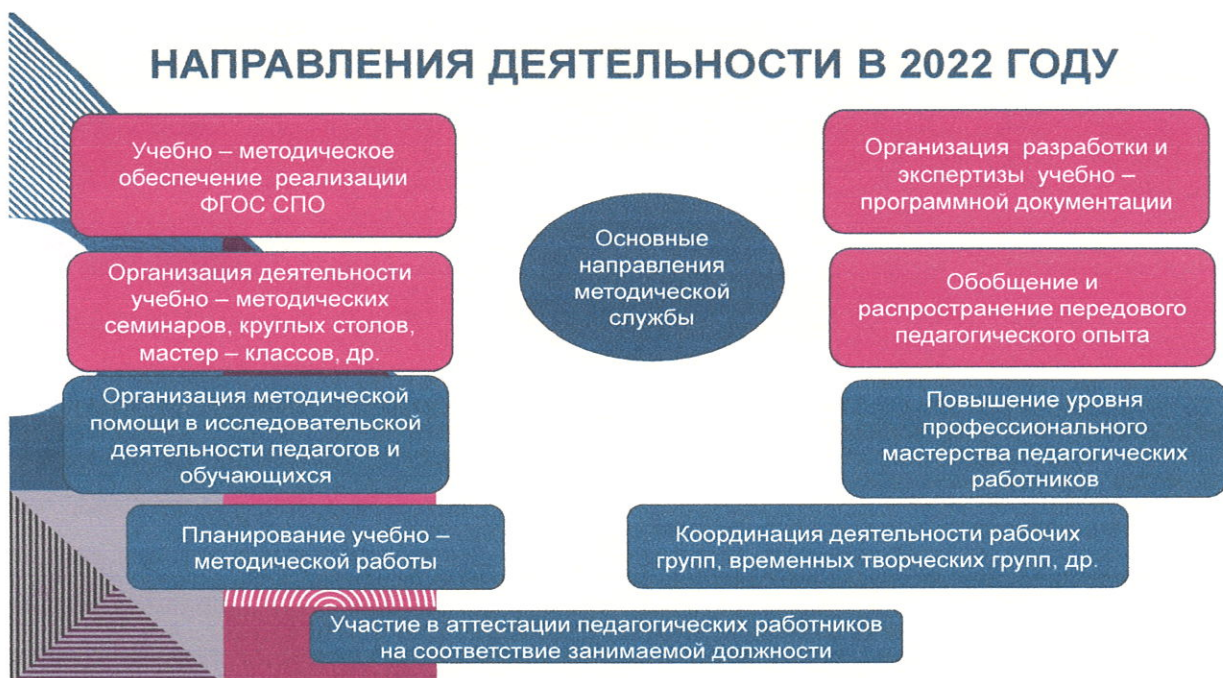 НАПРАВЛЕНИЯ ДЕЯТЕЛЬНОСТИ В 2022 ГОДУ
Учебно – методическое
обеспечение реализации
ФГОС СПО
Организация разработки и
экспертизы учебно –
программной документации
Основные
направления
методической
службы
Организация деятельности
учебно – методических
семинаров, круглых столов,
мастер – классов, др.
Обобщение и
распространение передового
педагогического опыта
Организация методической
помощи в исследовательской
деятельности педагогов и
обучающихся
Повышение уровня
профессионального
мастерства педагогических
работников
Планирование учебно –
методической работы
Координация деятельности рабочих
групп, временных творческих групп, др.
Участие в аттестации педагогических работников
на соответствие занимаемой должности